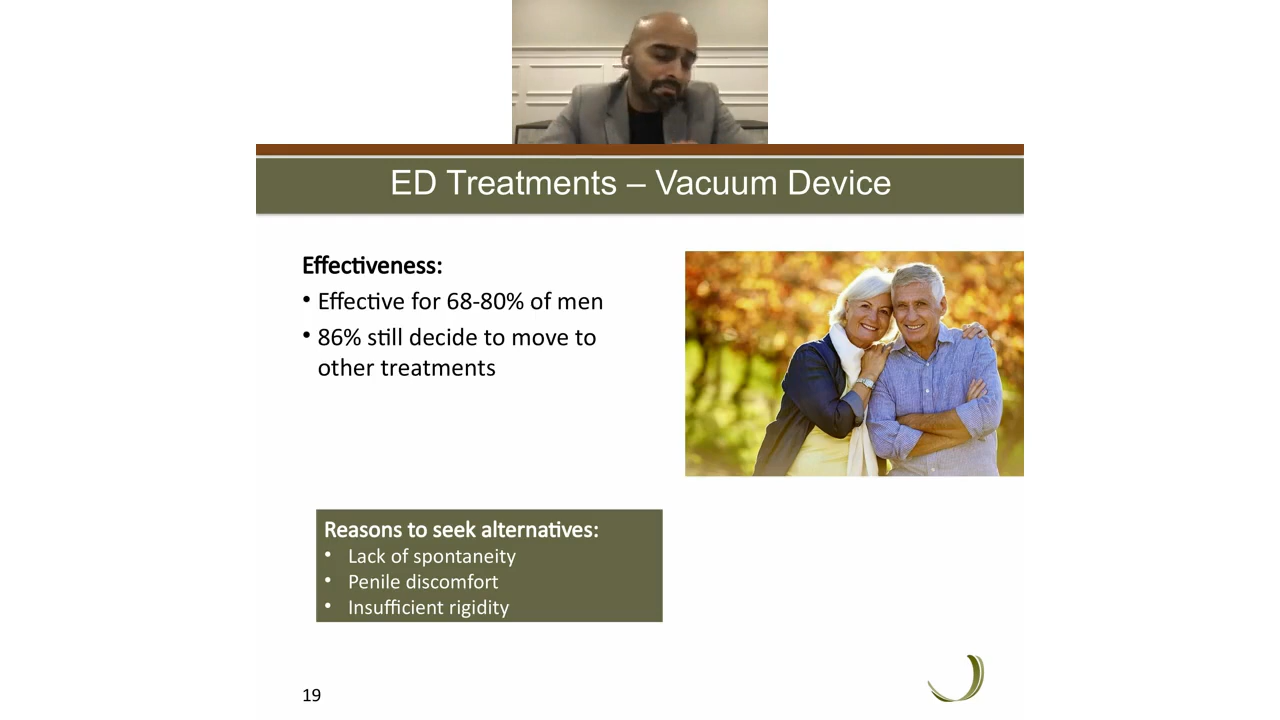 ED Treatments – Vacuum Device
Effectiveness:
• Effective for 68-80% of men
• 86% still decide to move to
other treatments
Reasons to seek alternatives:
• Lack of spontaneity
• Penile discomfort
• Insufficient rigidity
19